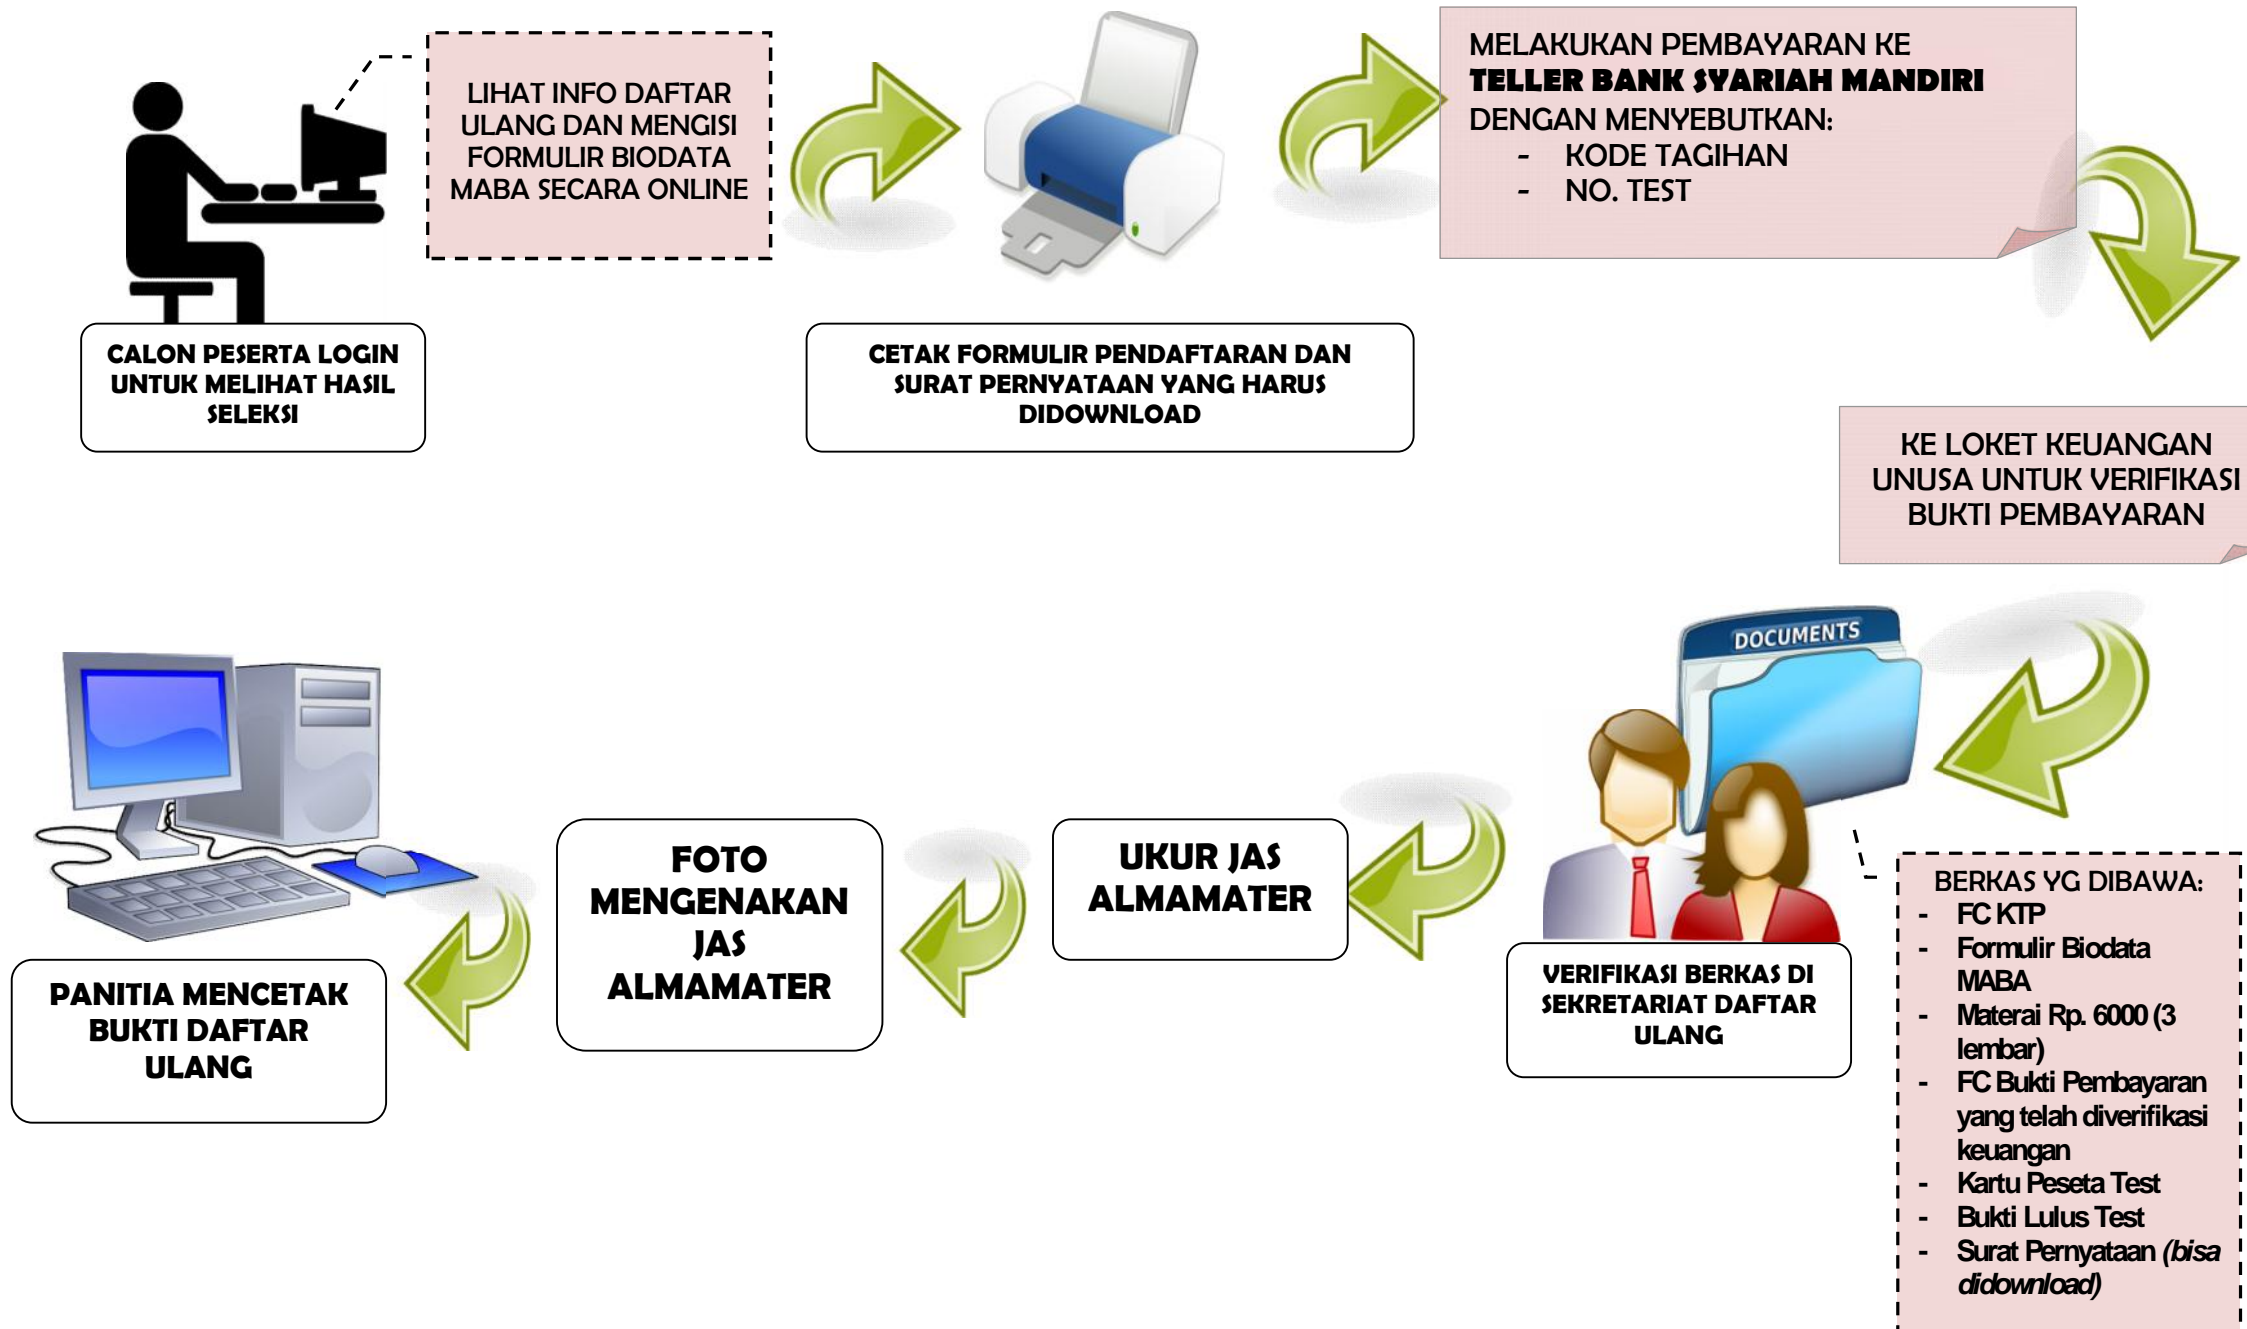 LIHAT INFO DAFTAR
ULANG DAN MENGISI
FORMULIR BIODATA
MABA SECARA ONLINE
CALON PESERTA LOGIN
UNTUK MELIHAT HASIL
SELEKSI
CETAK FORMULIR PENDAFTARAN DAN
SURAT PERNYATAAN YANG HARUS
DIDOWNLOAD
MELAKUKAN PEMBAYARAN KE
TELLER BANK SYARIAH MANDIRI
DENGAN MENYEBUTKAN:
- KODE TAGIHAN
- NO. TEST
KE LOKET KEUANGAN
UNUSA UNTUK VERIFIKASI
BUKTI PEMBAYARAN
DOCUMENTS
VERIFIKASI BERKAS DI
SEKRETARIAT DAFTAR
ULANG
BERKAS YG DIBAWA:
- FC KTP
- Formulir Biodata
MABA
- Materai Rp. 6000 (3
lembar)
- FC Bukti Pembayaran
yang telah diverifikasi
keuangan
- Kartu Peseta Test
- Bukti Lulus Test
- Surat Pernyataan (bisa
didownload)
UKUR JAS
ALMAMATER
FOTO
MENGENAKAN
JAS
ALMAMATER
PANITIA MENCETAK
BUKTI DAFTAR
ULANG